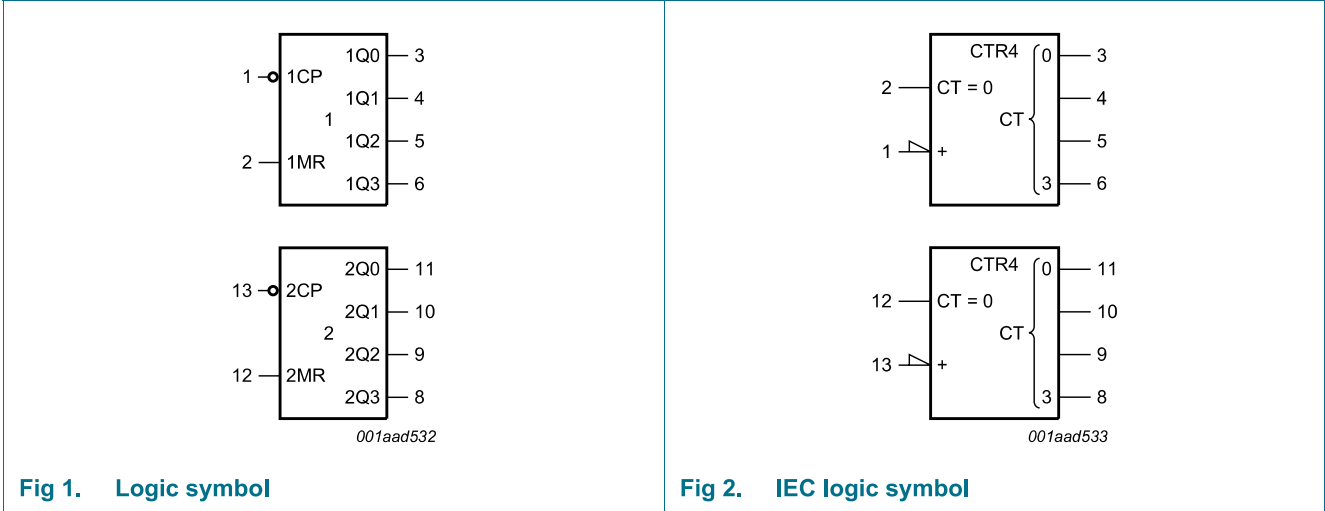 1Q0 3
1 1CP
1Q1 4
1
1Q2 5
2 1MR
1Q3 6
2Q0 11
13 2CP
2Q1 10
2
2Q2 9
12 2MR
2Q3 8
001aad532
Fig 1. Logic symbol
CTR4 0 3
2 CT = 0
4
CT
5
1 +
3 6
CTR4 0 11
12 CT = 0
10
CT
9
13 +
3 8
001aad533
Fig 2. IEC logic symbol